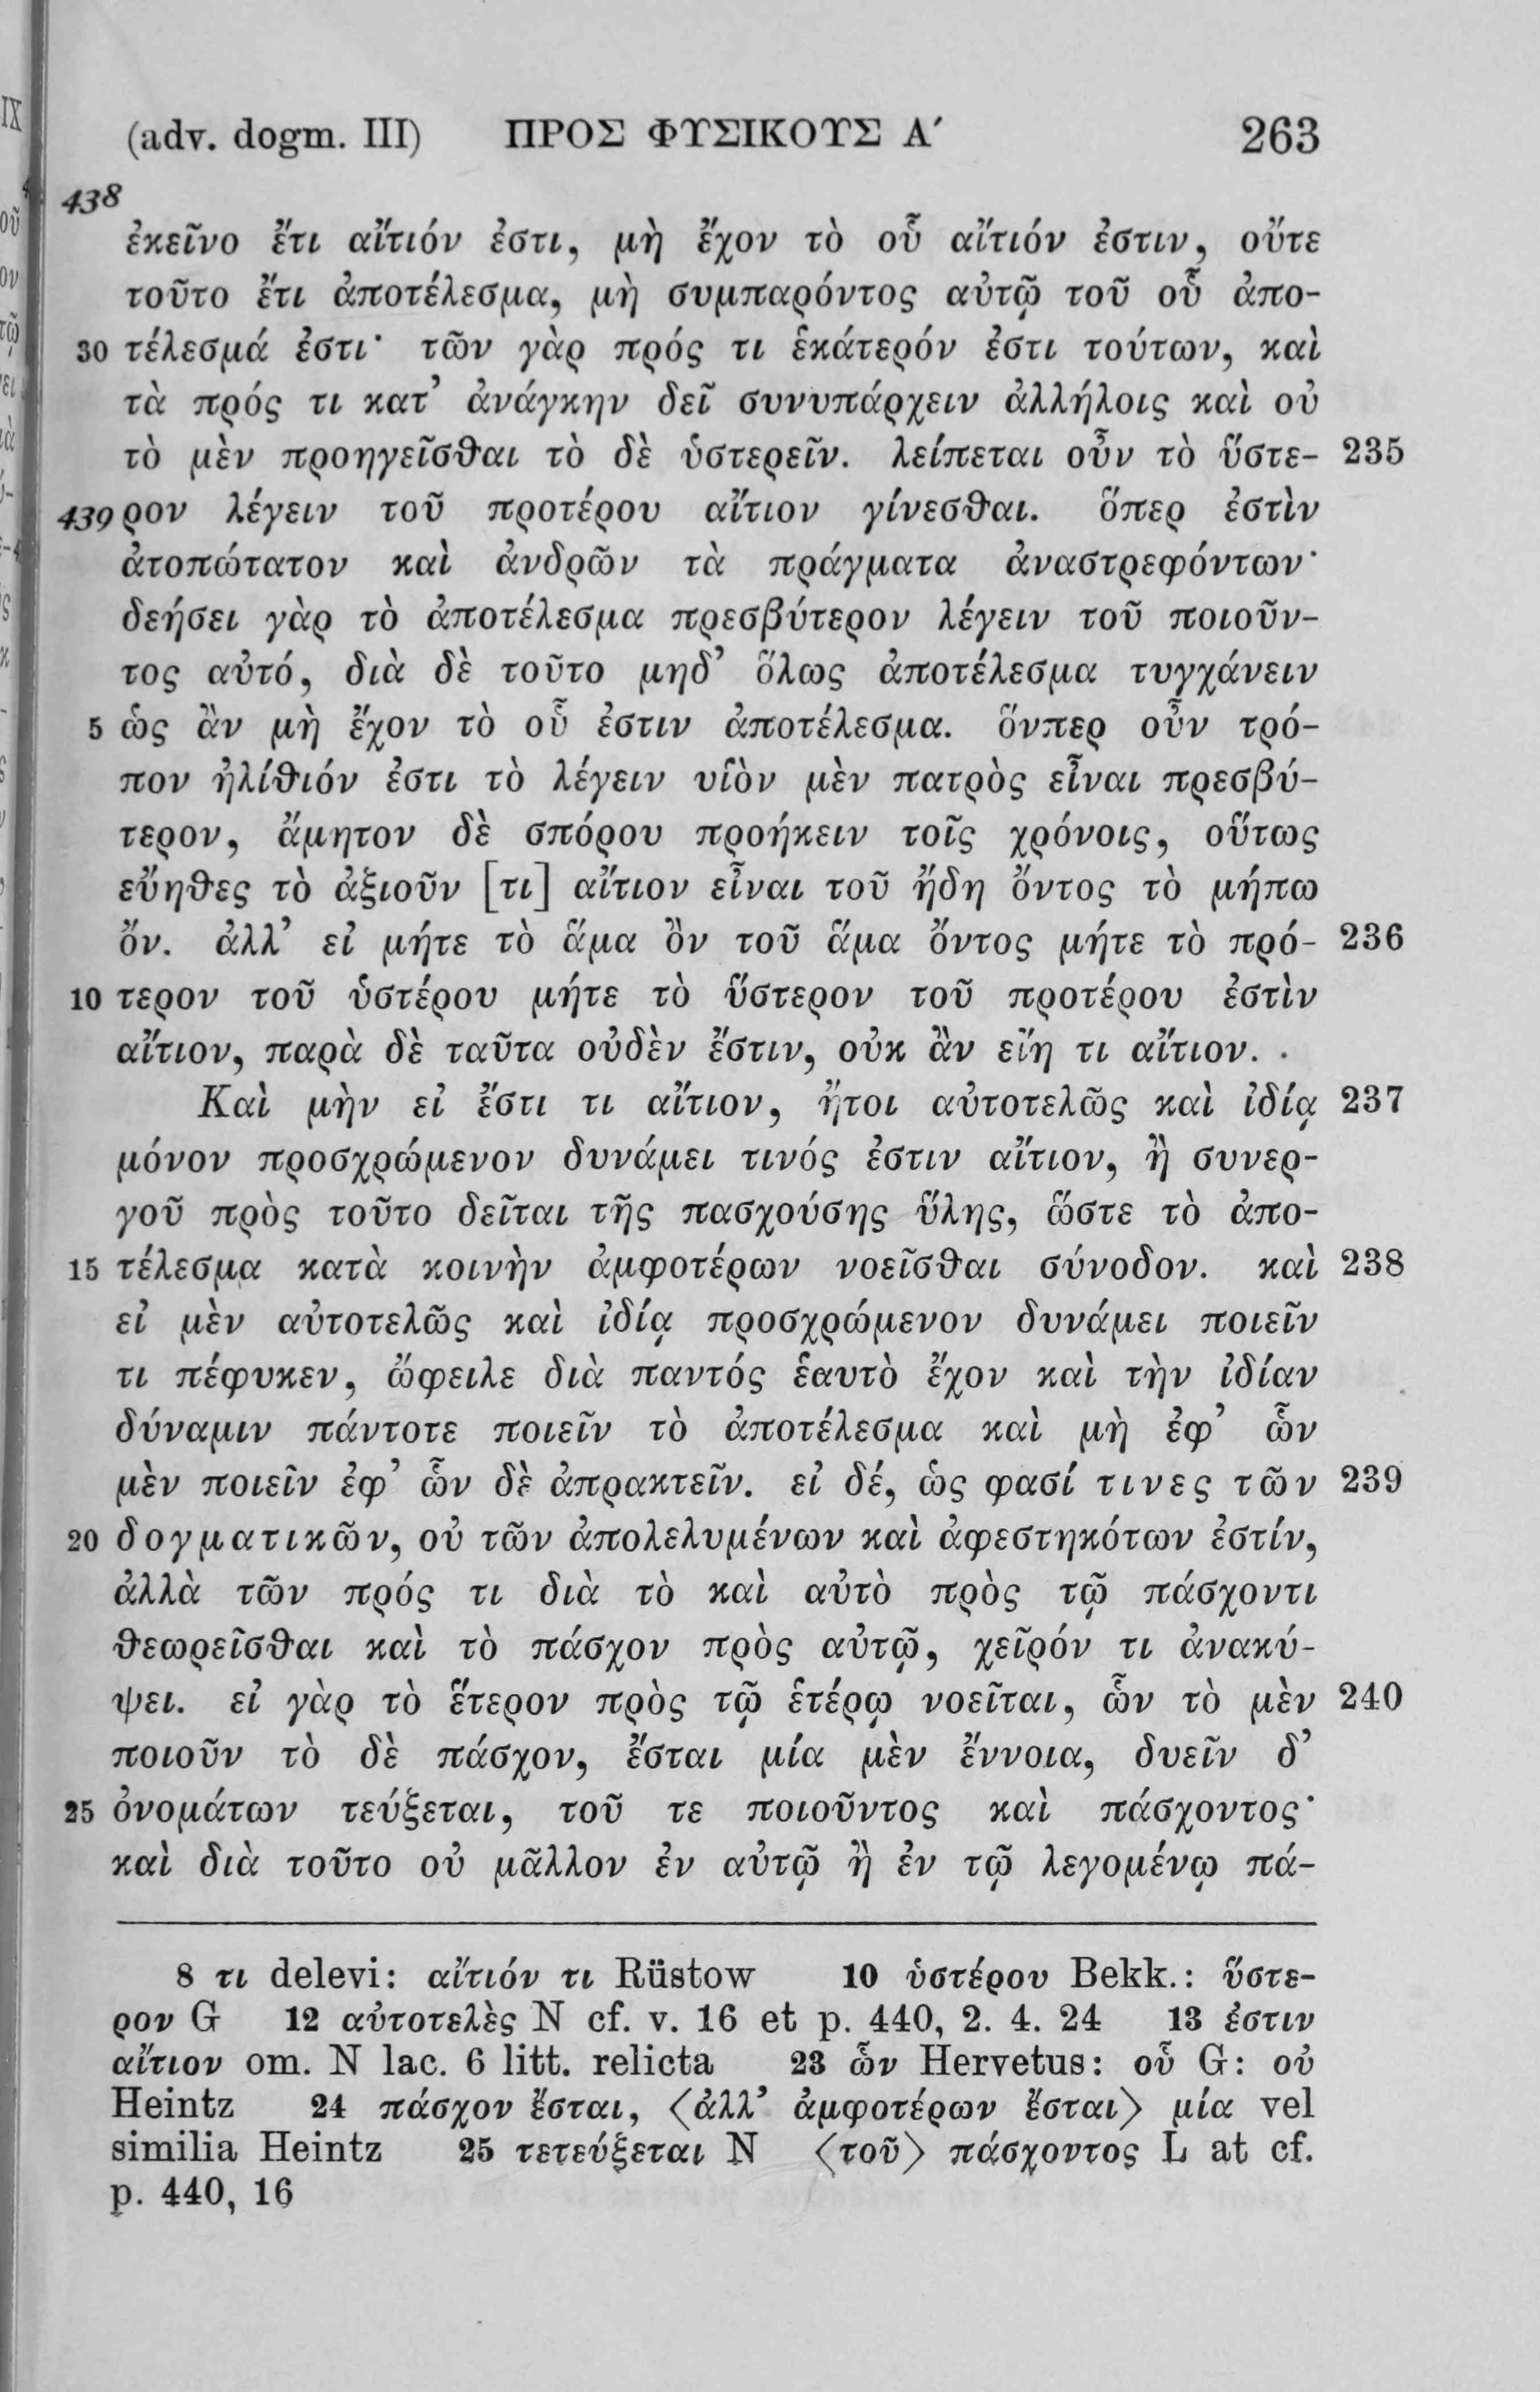 (adv. dogm. III) ΠΡΟΣ ΦΥΣΙΚΟΥΣ Α´ 263
438
ἐκεῖνο ἔτι αἴτιόν ἐστι, μὴ ἔχον τὸ οὗ αἴτιόν ἐστιν, οὔτε
τοῦτο ἔτι ἀποτέλεσμα, μὴ συμπαρόντος αὐτῷ τοῦ οὗ ἀπο-
30 τέλεσμά ἐστι· τῶν γὰρ πρός τι ἑκάτερόν ἐστι τούτων, καὶ
τὰ πρός τι κατ’ ἀνάγκην δεῖ συνυπάρχειν ἀλλήλοις καὶ οὐ
τὸ μὲν προηγεῖσθαι τὸ δὲ ὑστερεῖν. λείπεται οὖν τὸ ὕστε- 235
439 ρον λέγειν τοῦ προτέρου αἴτιον γίνεσθαι. ὅπερ ἐστὶν
ἀτοπώτατον καὶ ἀνδρῶν τὰ πράγματα ἀναστρεφόντων·
δεήσει γὰρ τὸ ἀποτέλεσμα πρεσβύτερον λέγειν τοῦ ποιοῦν-
τος αὐτό, διὰ δὲ τοῦτο μηδ’ ὅλως ἀποτέλεσμα τυγχάνειν
5 ὡς ἂν μὴ ἔχον τὸ οὗ ἐστιν ἀποτέλεσμα. ὅνπερ οὖν τρό-
πον ἠλίθιόν ἐστι τὸ λέγειν υἱὸν μὲν πατρὸς εἶναι πρεσβύ-
τερον, ἄμητον δὲ σπόρου προήκειν τοῖς χρόνοις, οὕτως
εὔηθες τὸ ἀξιοῦν [τι] αἴτιον εἶναι τοῦ ἤδη ὄντος τὸ μήπω
ὄν. ἀλλ’ εἰ μήτε τὸ ἅμα ὂν τοῦ ἅμα ὄντος μήτε τὸ πρό- 236
10 τερον τοῦ ὑστέρου μήτε τὸ ὕστερον τοῦ προτέρου ἐστὶν
αἴτιον, παρὰ δὲ ταῦτα οὐδὲν ἔστιν, οὐκ ἂν εἴη τι αἴτιον.
Καὶ μὴν εἰ ἔστι τι αἴτιον, ἤτοι αὐτοτελῶς καὶ ἰδίᾳ 237
μόνον προσχρώμενον δυνάμει τινός ἐστιν αἴτιον, ἢ συνερ-
γοῦ πρὸς τοῦτο δεῖται τῆς πασχούσης ὕλης, ὥστε τὸ ἀπο-
15 τέλεσμα κατὰ κοινὴν ἀμφοτέρων νοεῖσθαι σύνοδον. καὶ 238
εἰ μὲν αὐτοτελῶς καὶ ἰδίᾳ προσχρώμενον δυνάμει ποιεῖν
τι πέφυκεν, ὤφειλε διὰ παντός ἑαυτὸ ἔχον καὶ τὴν ἰδίαν
δύναμιν πάντοτε ποιεῖν τὸ ἀποτέλεσμα καὶ μὴ ἐφ’ ὧν
μὲν ποιεῖν ἐφ’ ὧν δὲ ἀπρακτεῖν. εἰ δέ, ὡς φασί τινες τῶν 239
20 δογματικῶν, οὐ τῶν ἀπολελυμένων καὶ ἀφεστηκότων ἐστίν,
ἀλλὰ τῶν πρός τι διὰ τὸ καὶ αὐτὸ πρὸς τῷ πάσχοντι
θεωρεῖσθαι καὶ τὸ πάσχον πρὸς αὐτῷ, χεῖρόν τι ἀνακύ-
ψει. εἰ γὰρ τὸ ἕτερον πρὸς τῷ ἑτέρῳ νοεῖται, ὧν τὸ μὲν 240
ποιοῦν τὸ δὲ πάσχον, ἔσται μία μὲν ἔννοια, δυεῖν δ’
25 ὀνομάτων τεύξεται, τοῦ τε ποιοῦντος καὶ πάσχοντος·
καὶ διὰ τοῦτο οὐ μᾶλλον ἐν αὐτῷ ἢ ἐν τῷ λεγομένῳ πά-
8 τι delevi: αἴτιόν τι Rüstow 10 ὑστέρου Bekk.: ὕστε-
ρον G 12 αὐτοτελὲς N cf. v. 16 et p. 440, 2. 4. 24 13 ἐστιν
αἴτιον om. N lac. 6 litt. relicta 23 ὧν Hervetus: οὗ G: οὐ
Heintz 24 πάσχον ἔσται, ⟨ἀλλ’ ἀμφοτέρων ἔσται⟩ μία vel
similia Heintz 25 τετεύξεται N ⟨τοῦ⟩ πάσχοντος L at cf.
p. 440, 16